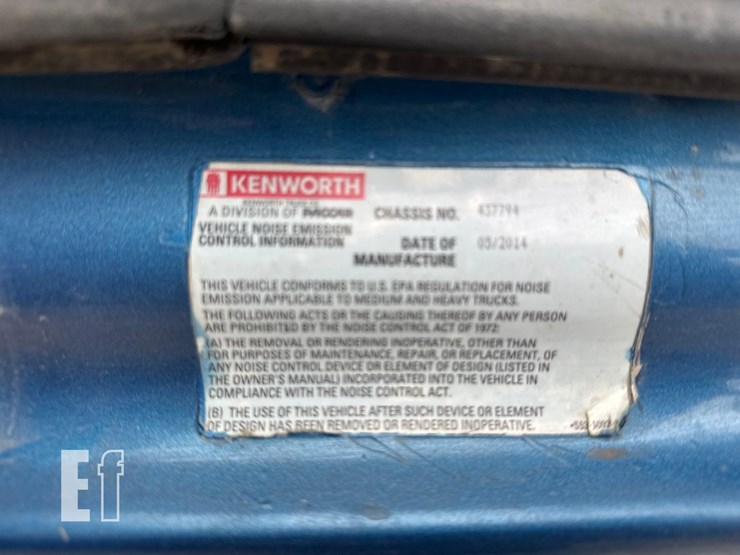 KENWORTH
KENWORTH TRUCK CO.
A DIVISION OF PACCAR CHASSIS NO. 437794
VEHICLE NOISE EMISSION
CONTROL INFORMATION DATE OF 05/2014
MANUFACTURE
THIS VEHICLE CONFORMS TO U.S. EPA REGULATION FOR NOISE
EMISSION APPLICABLE TO MEDIUM AND HEAVY TRUCKS.
THE FOLLOWING ACTS OR THE CAUSING THEREOF BY ANY PERSON
ARE PROHIBITED BY THE NOISE CONTROL ACT OF 1972:
(A) THE REMOVAL OR RENDERING INOPERATIVE, OTHER THAN
FOR PURPOSES OF MAINTENANCE, REPAIR, OR REPLACEMENT, OF
ANY NOISE CONTROL DEVICE OR ELEMENT OF DESIGN (LISTED IN
THE OWNER'S MANUAL) INCORPORATED INTO THE VEHICLE IN
COMPLIANCE WITH THE NOISE CONTROL ACT.
(B) THE USE OF THIS VEHICLE AFTER SUCH DEVICE OR ELEMENT
OF DESIGN HAS BEEN REMOVED OR RENDERED INOPERATIVE.
Ef